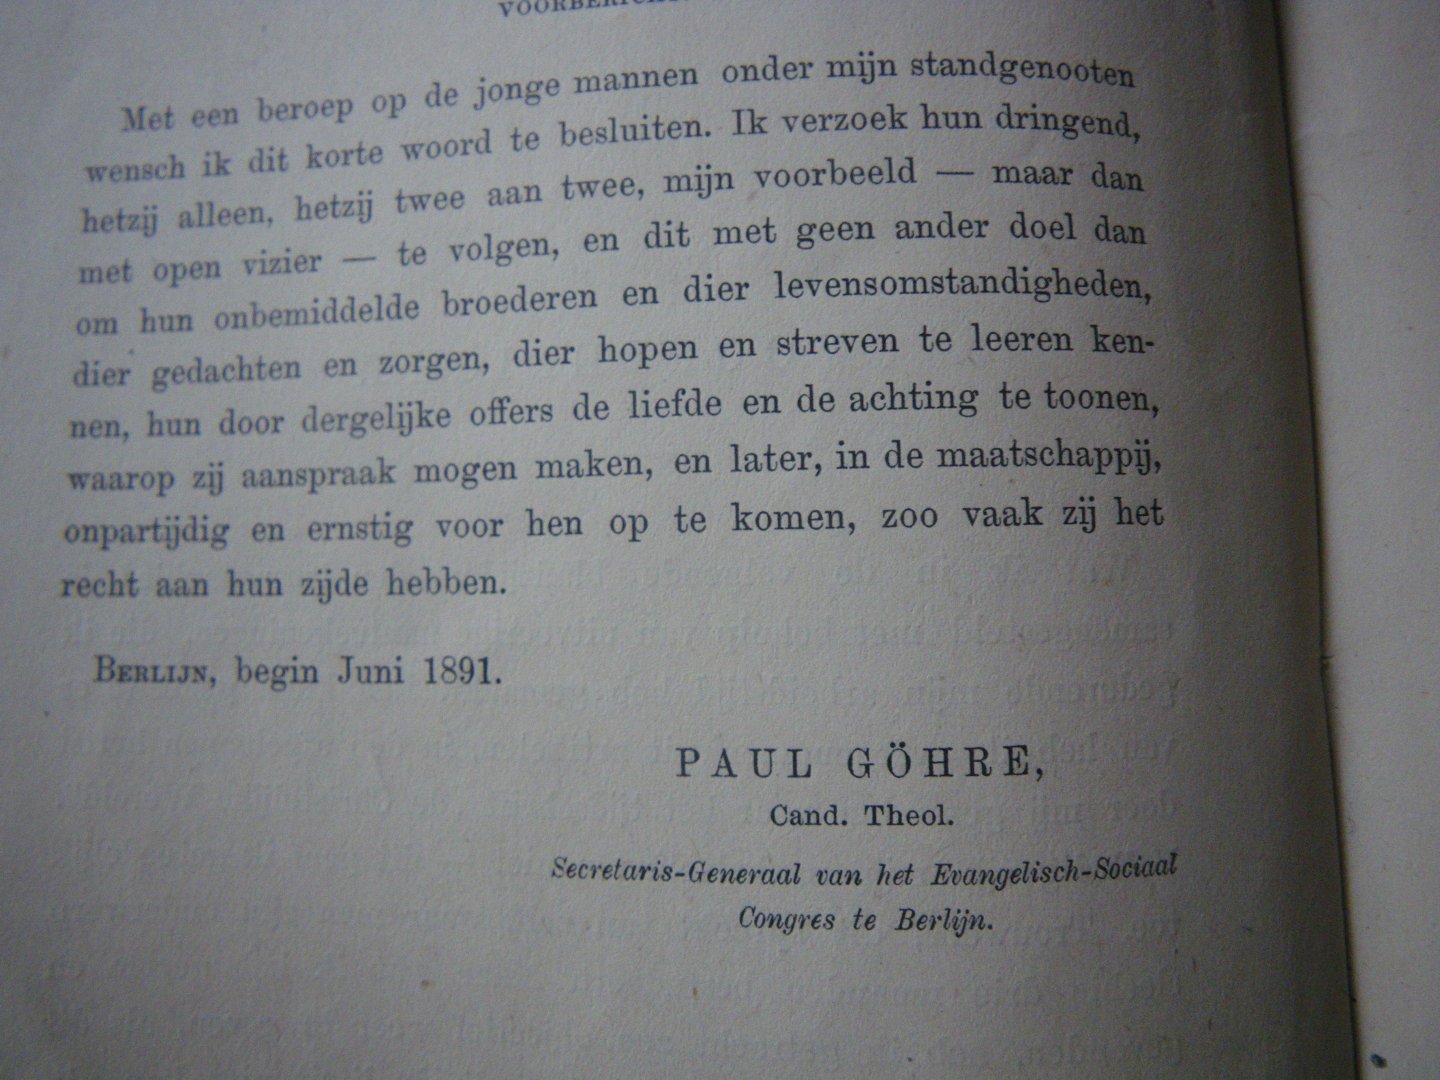 VOORBERICHT
Met een beroep op de jonge mannen onder mijn standgenooten
wensch ik dit korte woord te besluiten. Ik verzoek hun dringend,
hetzij alleen, hetzij twee aan twee, mijn voorbeeld — maar dan
met open vizier — te volgen, en dit met geen ander doel dan
om hun onbemiddelde broederen en dier levensomstandigheden,
dier gedachten en zorgen, dier hopen en streven te leeren ken-
nen, hun door dergelijke offers de liefde en de achting te toonen,
waarop zij aanspraak mogen maken, en later, in de maatschappij,
onpartijdig en ernstig voor hen op te komen, zoo vaak zij het
recht aan hun zijde hebben.
BERLIJN, begin Juni 1891.
PAUL GÖHRE,
Cand. Theol.
Secretaris-Generaal van het Evangelisch-Sociaal
Congres te Berlijn.